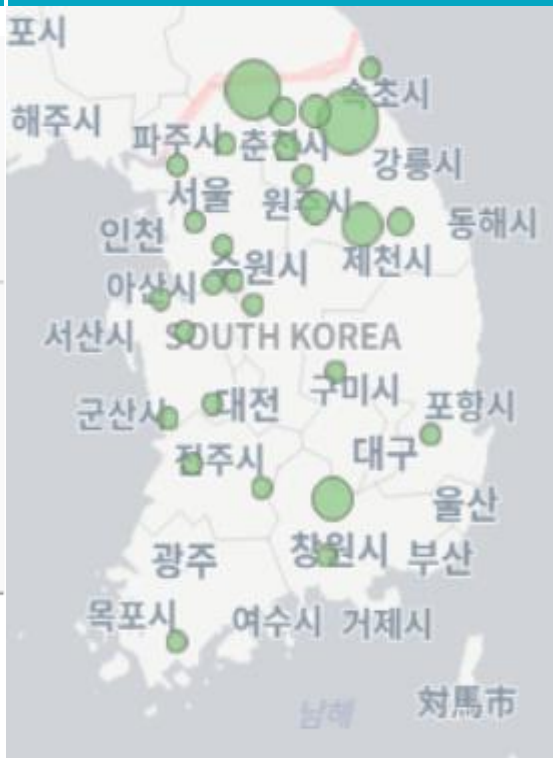 포시
속초시
해주시
파주시
춘천시
강릉시
서울
원주시
인천
동해시
수원시
제천시
아산시
서산시
SOUTH KOREA
구미시
군산시
대전
포항시
전주시
대구
울산
창원시
광주
부산
목포시
여수시
거제시
남해
対馬市